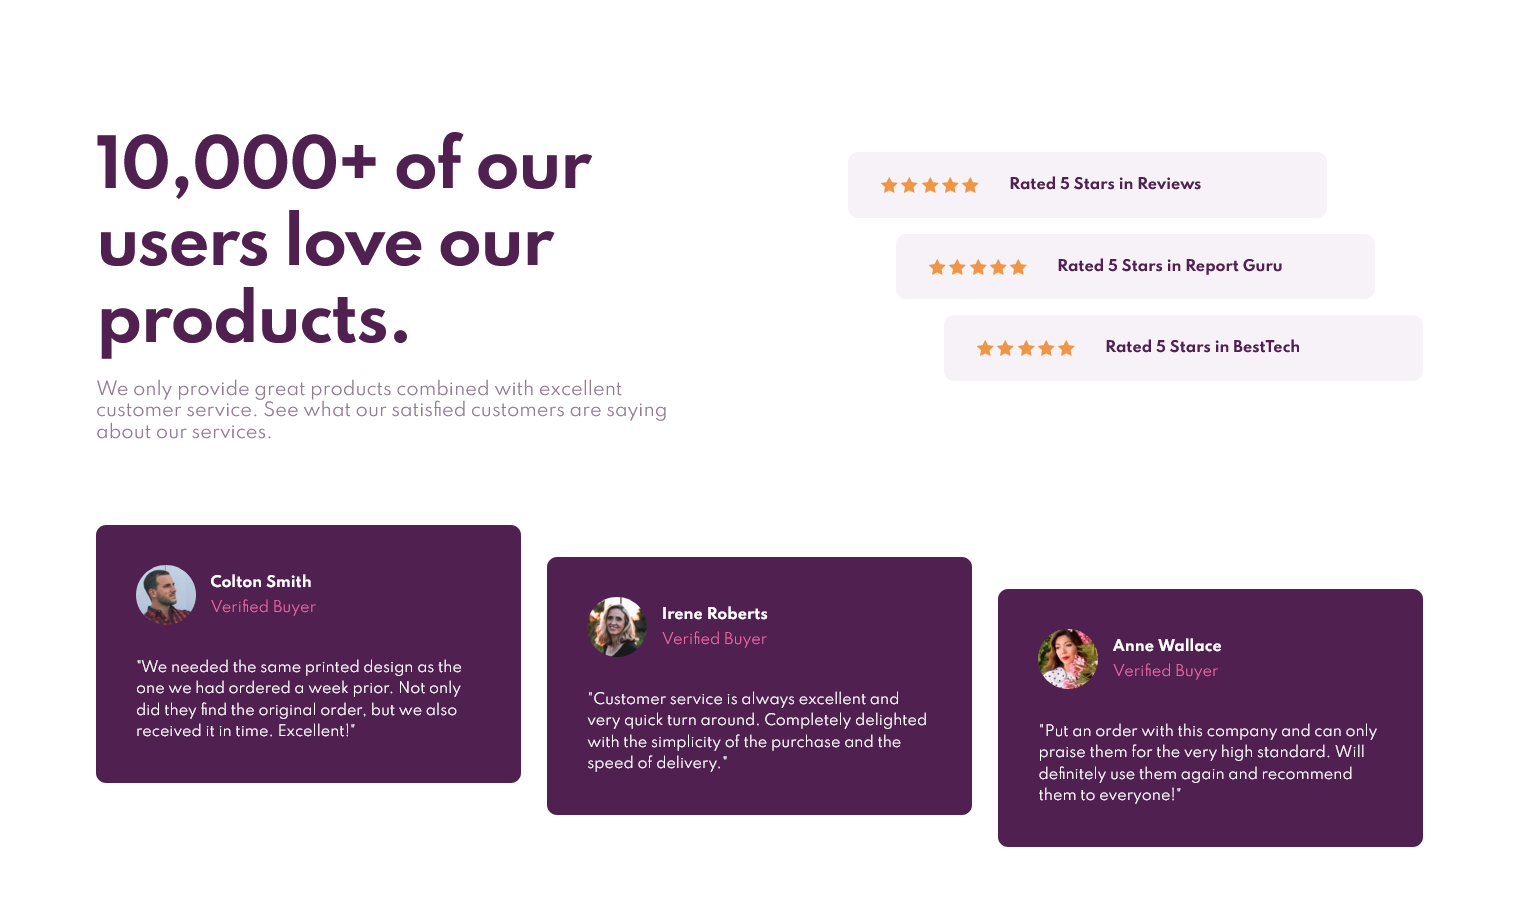 10,000+ of our
users love our
products.
We only provide great products combined with excellent
customer service. See what our satisfied customers are saying
about our services.
Rated 5 Stars in Reviews
Rated 5 Stars in Report Guru
Rated 5 Stars in BestTech
Colton Smith
Verified Buyer
"We needed the same printed design as the
one we had ordered a week prior. Not only
did they find the original order, but we also
received it in time. Excellent!"
Irene Roberts
Verified Buyer
"Customer service is always excellent and
very quick turn around. Completely delighted
with the simplicity of the purchase and the
speed of delivery."
Anne Wallace
Verified Buyer
"Put an order with this company and can only
praise them for the very high standard. Will
definitely use them again and recommend
them to everyone!"